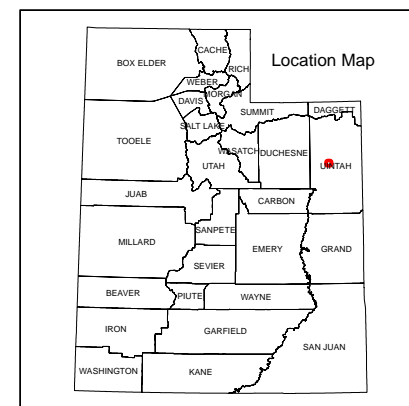 Location Map
BOX ELDER
CACHE
RICH
WEBER
MORGAN
DAVIS
SUMMIT
DAGGETT
SALT LAKE
TOOELE
WASATCH
DUCHESNE
UINTAH
UTAH
JUAB
CARBON
SANPETE
MILLARD
EMERY
GRAND
SEVIER
BEAVER
PIUTE
WAYNE
IRON
GARFIELD
SAN JUAN
WASHINGTON
KANE